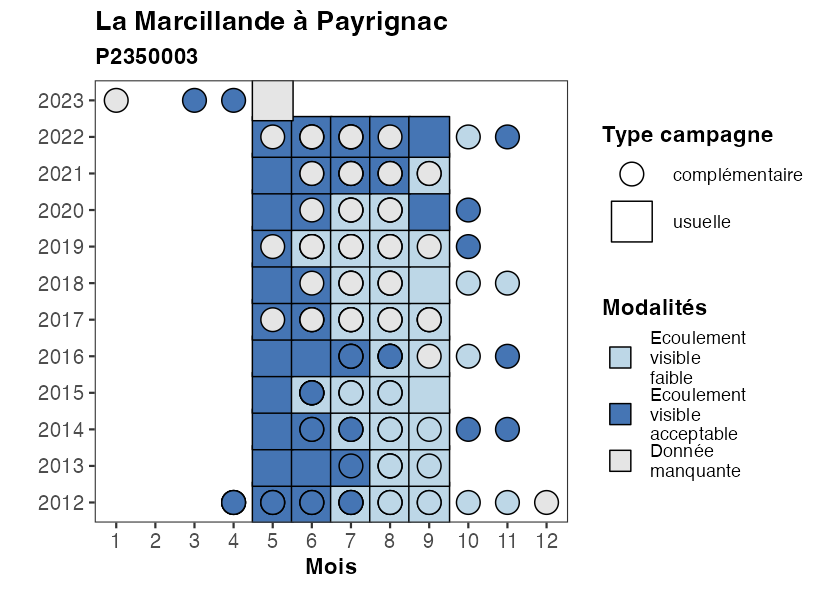 La Marcillande à Payrignac
P2350003
2023
2022
2021
2020
2019
2018
2017
2016
2015
2014
2013
2012
1 2 3 4 5 6 7 8 9 10 11 12
Mois
Type campagne
complémentaire
usuelle
Modalités
Ecoulement
visible
faible
Ecoulement
visible
acceptable
Donnée
manquante